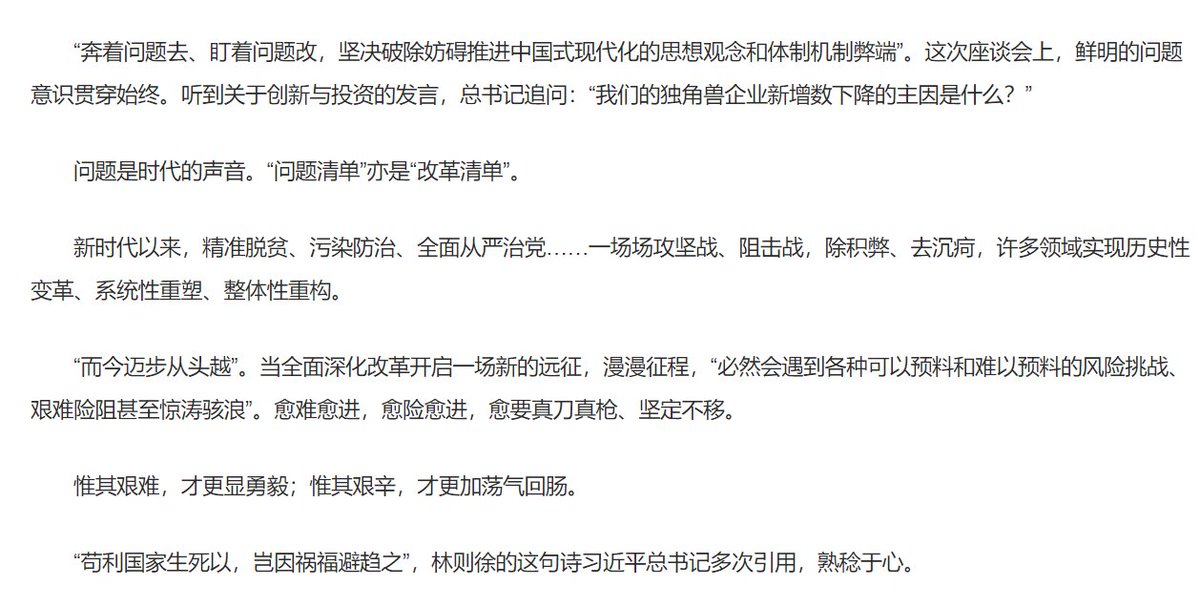 “奔着问题去、盯着问题改，坚决破除妨碍推进中国式现代化的思想观念和体制机制弊端”。这次座谈会上，鲜明的问题
意识贯穿始终。听到关于创新与投资的发言，总书记追问：“我们的独角兽企业新增数下降的主因是什么？”
问题是时代的声音。“问题清单”亦是“改革清单”。
新时代以来，精准脱贫、污染防治、全面从严治党……一场场攻坚战、阻击战，除积弊、去沉疴，许多领域实现历史性
变革、系统性重塑、整体性重构。
“而今迈步从头越”。当全面深化改革开启一场新的远征，漫漫征程，“必然会遇到各种可以预料和难以预料的风险挑战、
艰难险阻甚至惊涛骇浪”。愈难愈进，愈险愈进，愈要真刀真枪、坚定不移。
惟其艰难，才更显勇毅；惟其艰辛，才更加荡气回肠。
“苟利国家生死以，岂因祸福避趋之”，林则徐的这句诗习近平总书记多次引用，熟稔于心。